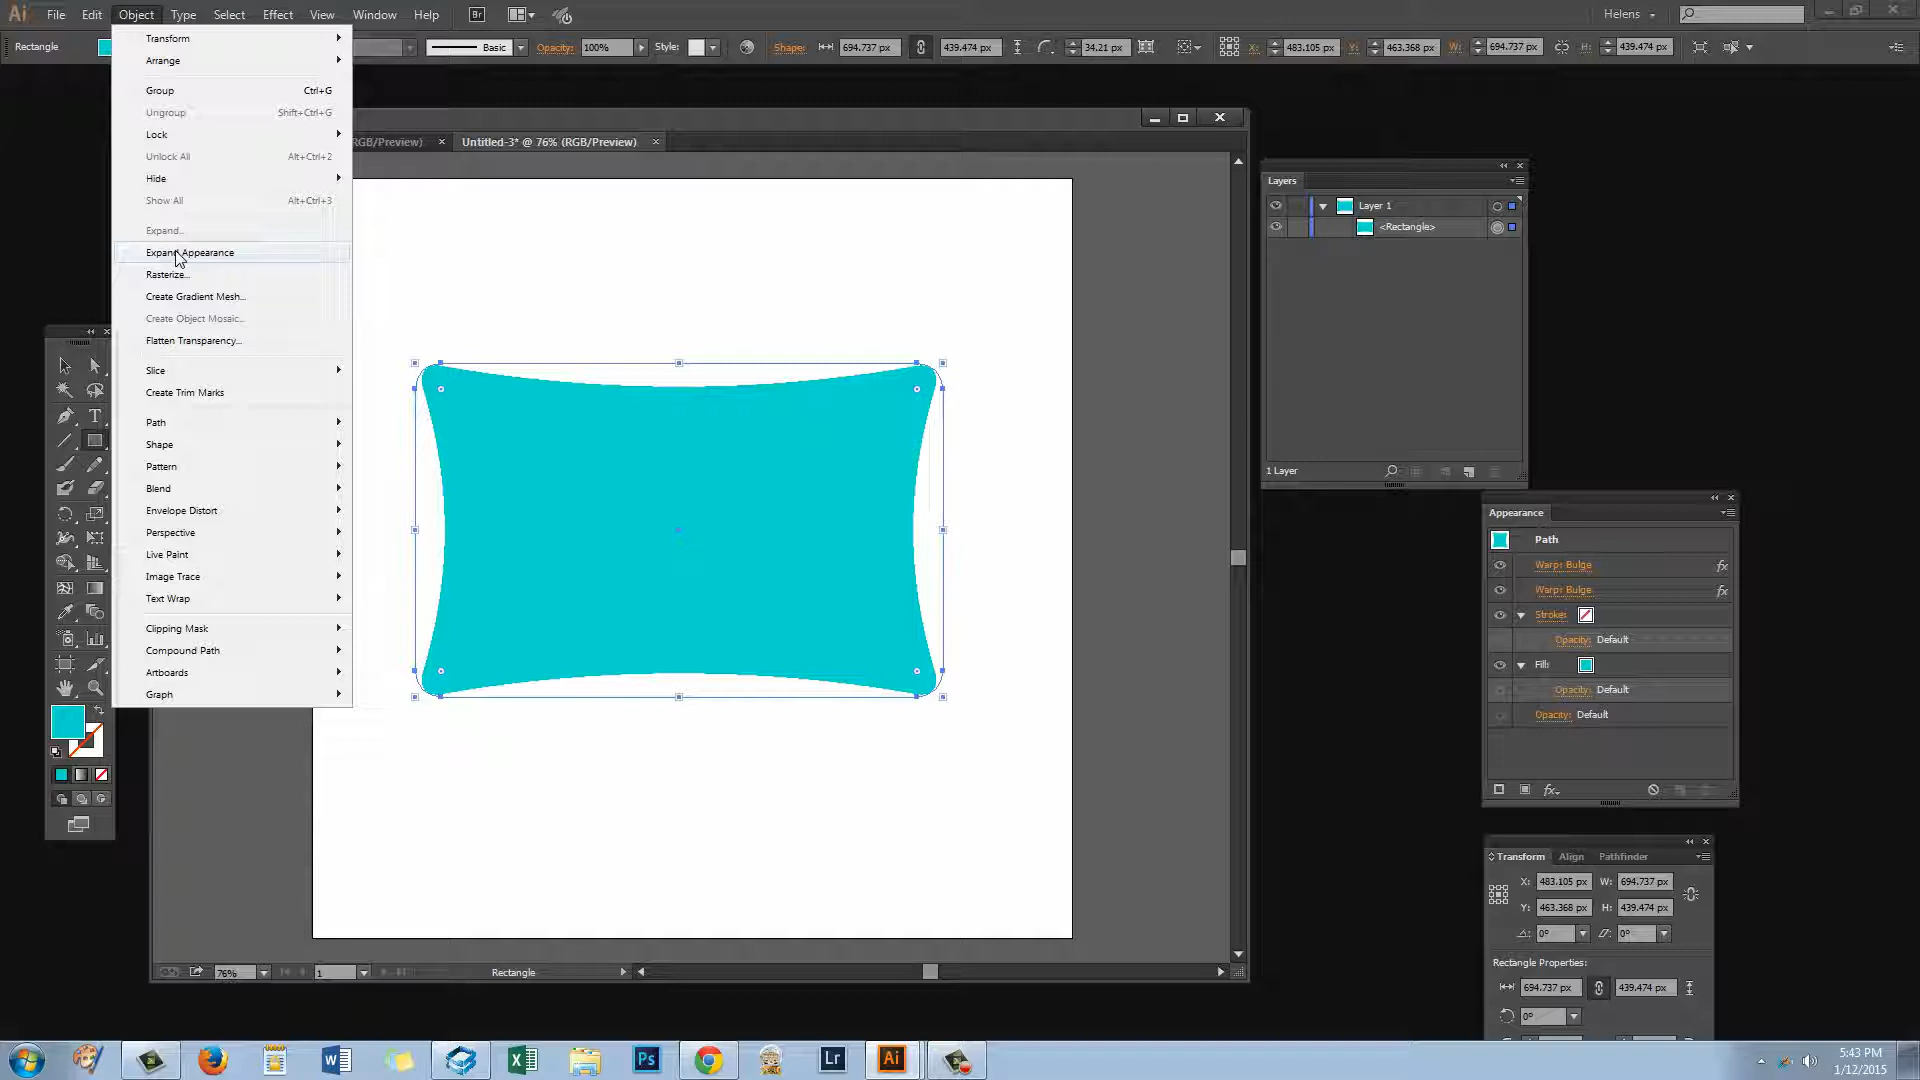 Ai File Edit Object Type Select Effect View Window Help Br Helens
Rectangle Basic Opacity: 100% Style: Shape: 694.737 px 439.474 px 34.21 px X: 483.105 px Y: 463.368 px W: 694.737 px H: 439.474 px
Transform
Arrange
Group Ctrl+G
Ungroup Shift+Ctrl+G
Lock
Unlock All Alt+Ctrl+2
Hide
Show All Alt+Ctrl+3
Expand...
Expand Appearance
Rasterize...
Create Gradient Mesh...
Create Object Mosaic...
Flatten Transparency...
Slice
Create Trim Marks
Path
Shape
Pattern
Blend
Envelope Distort
Perspective
Live Paint
Image Trace
Text Wrap
Clipping Mask
Compound Path
Artboards
Graph
RGB/Preview) Untitled-3* @ 76% (RGB/Preview)
76% 1 Rectangle
Layers
Layer 1
<Rectangle>
1 Layer
Appearance
Path
Warp: Bulge fx
Warp: Bulge fx
Stroke:
Opacity: Default
Fill:
Opacity: Default
Opacity: Default
fx
Transform Align Pathfinder
X: 483.105 px W: 694.737 px
Y: 463.368 px H: 439.474 px
0° 0°
Rectangle Properties:
694.737 px 439.474 px
0°
T
W X Ps Lr Ai
5:43 PM
1/12/2015